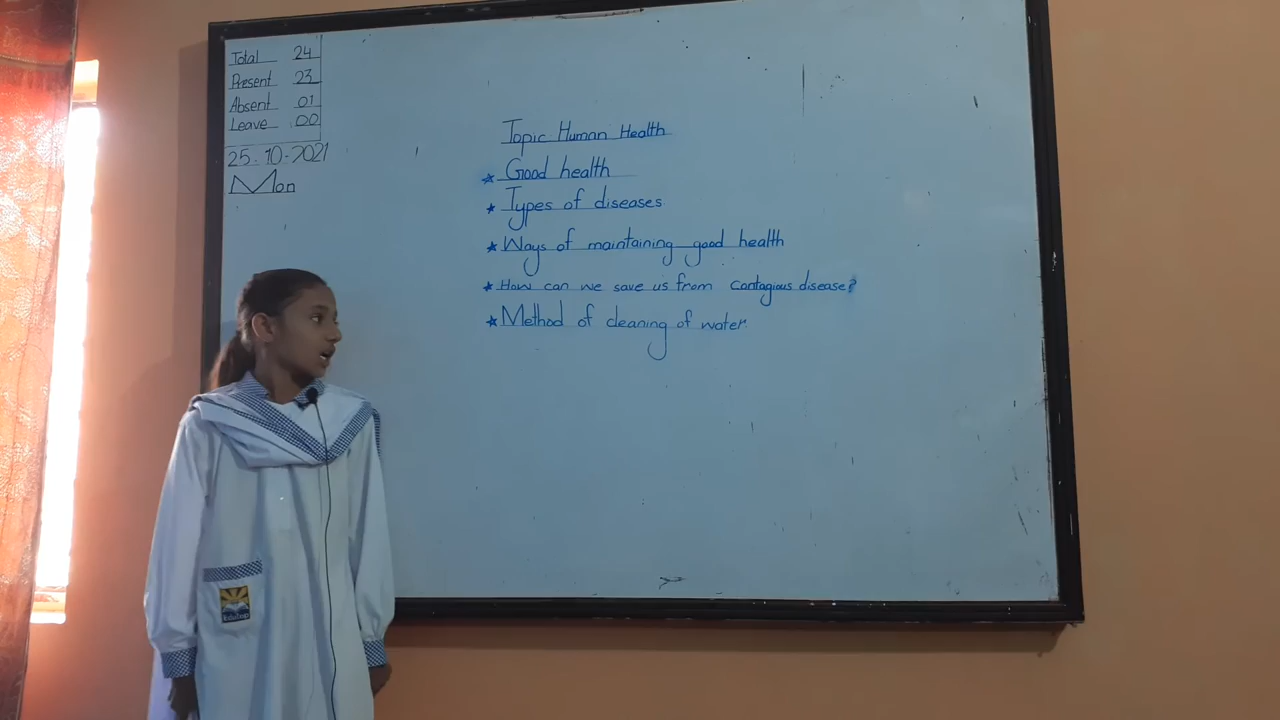 Total 24
Present 23
Absent 01
Leave 00
25-10-2021
Mon
Topic Human Health
Good health
Types of diseases
Ways of maintaining good health
How can we save us from contagious disease?
Method of cleaning of water